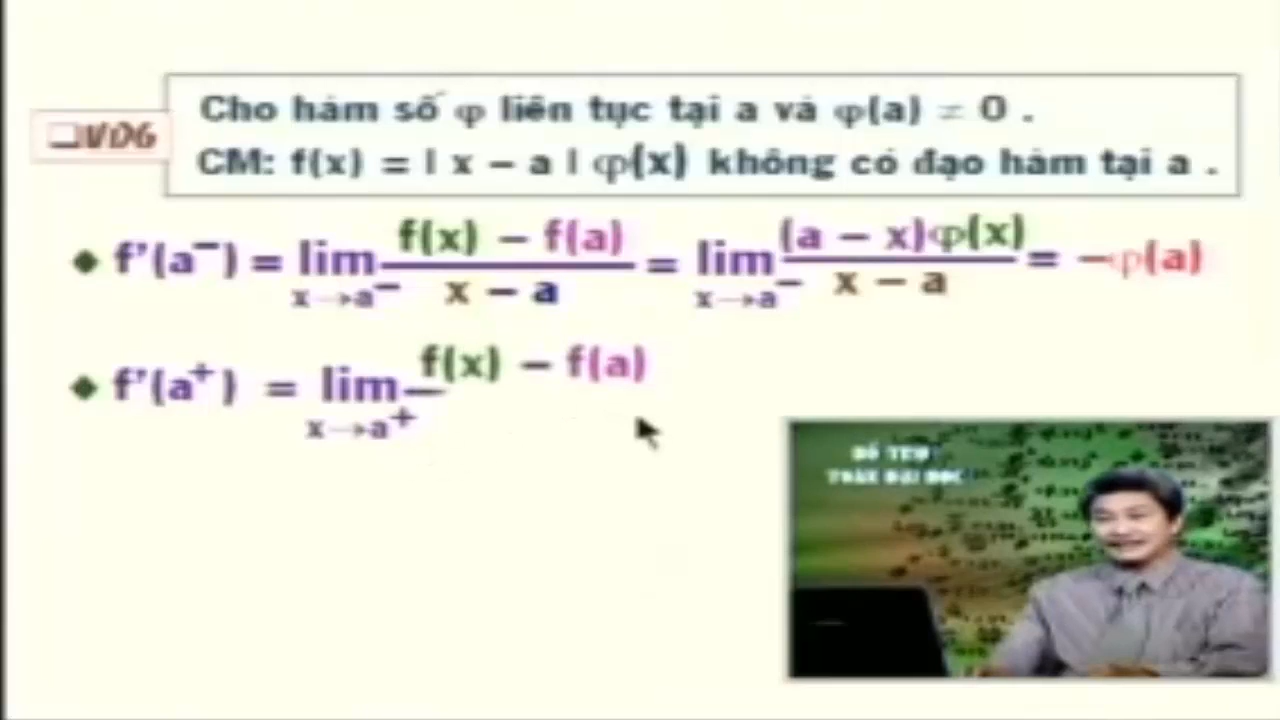 ❑VD6
Cho hàm số φ liên tục tại a và φ(a) ≠ 0 .
CM: f(x) = | x – a | φ(x) không có đạo hàm tại a .
◆ f'(a⁻) = lim x→a⁻ (f(x) – f(a))/(x – a) = lim x→a⁻ ((a – x)φ(x))/(x – a) = –φ(a)
◆ f'(a⁺) = lim x→a⁺ f(x) – f(a)